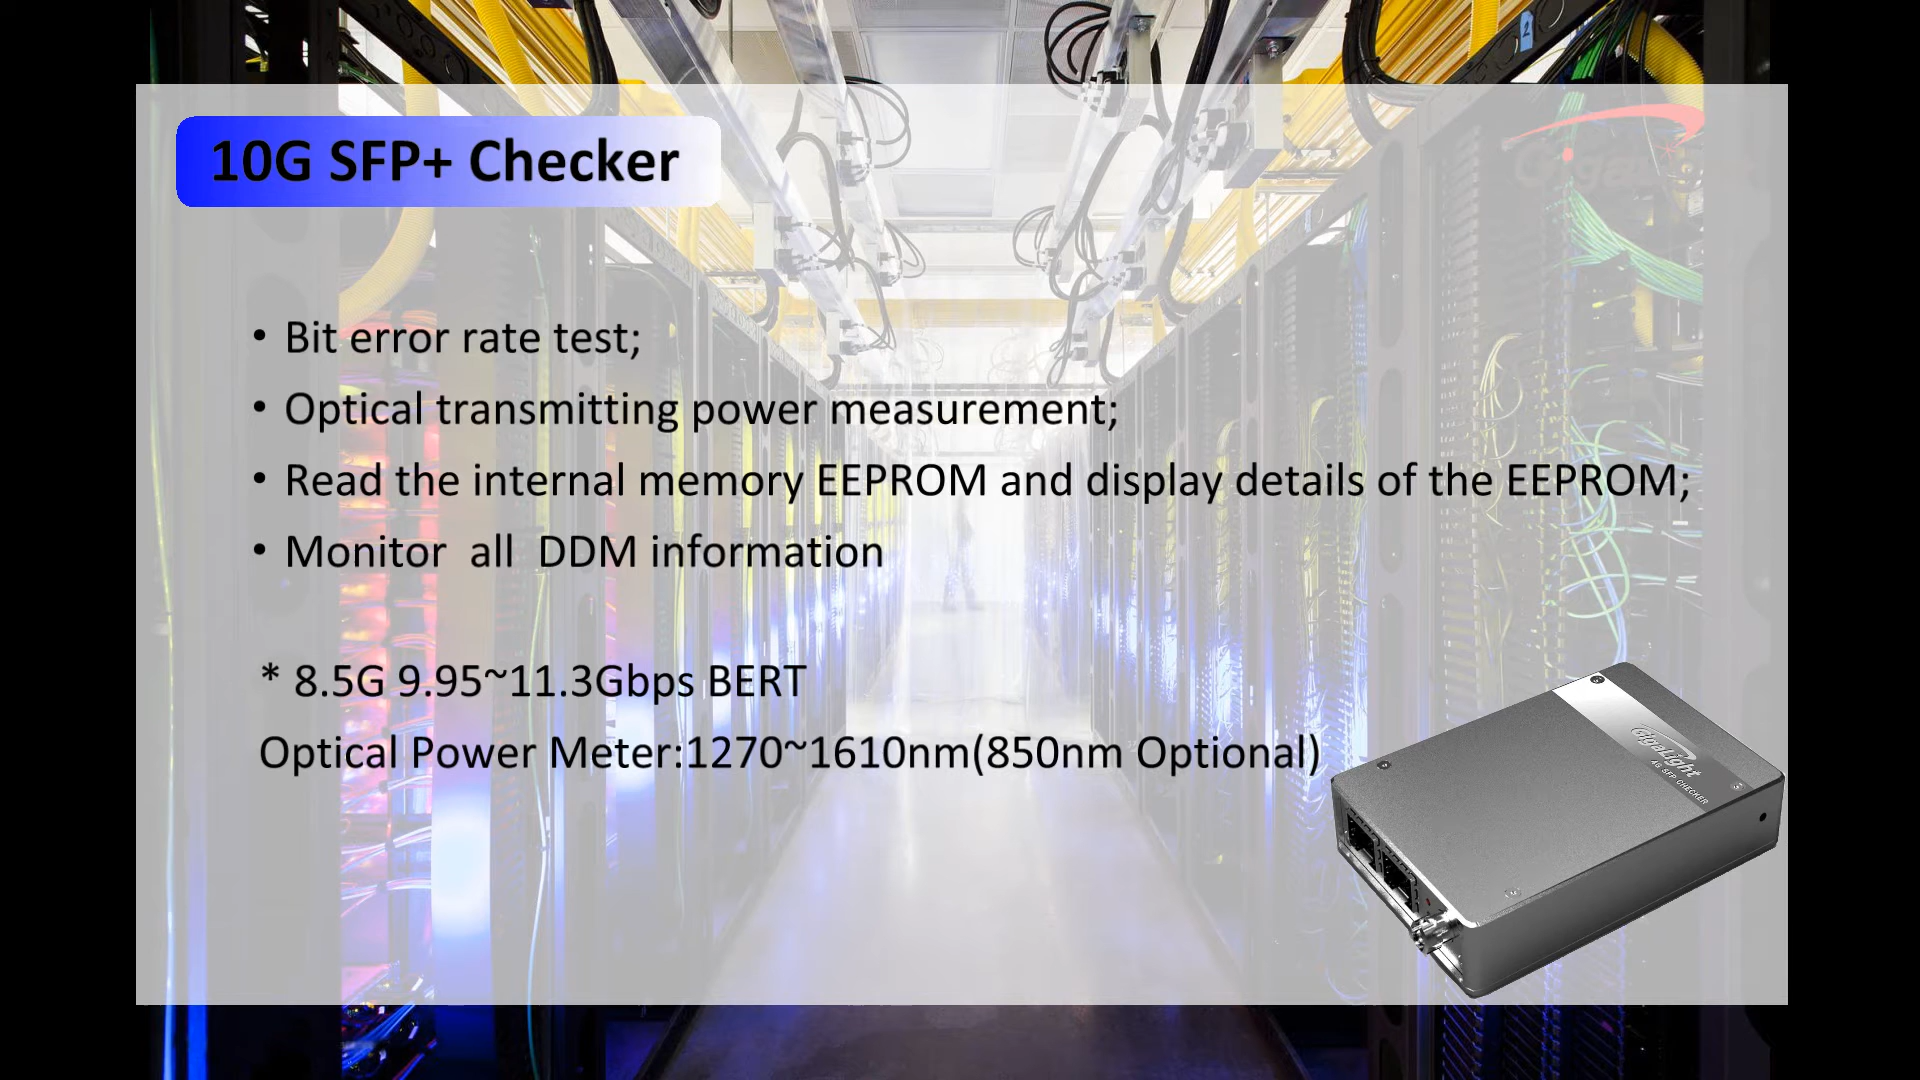 10G SFP+ Checker
• Bit error rate test;
• Optical transmitting power measurement;
• Read the internal memory EEPROM and display details of the EEPROM;
• Monitor  all  DDM information
* 8.5G 9.95~11.3Gbps BERT
Optical Power Meter:1270~1610nm(850nm Optional)
GigaLight
4G SFP CHECKER
2